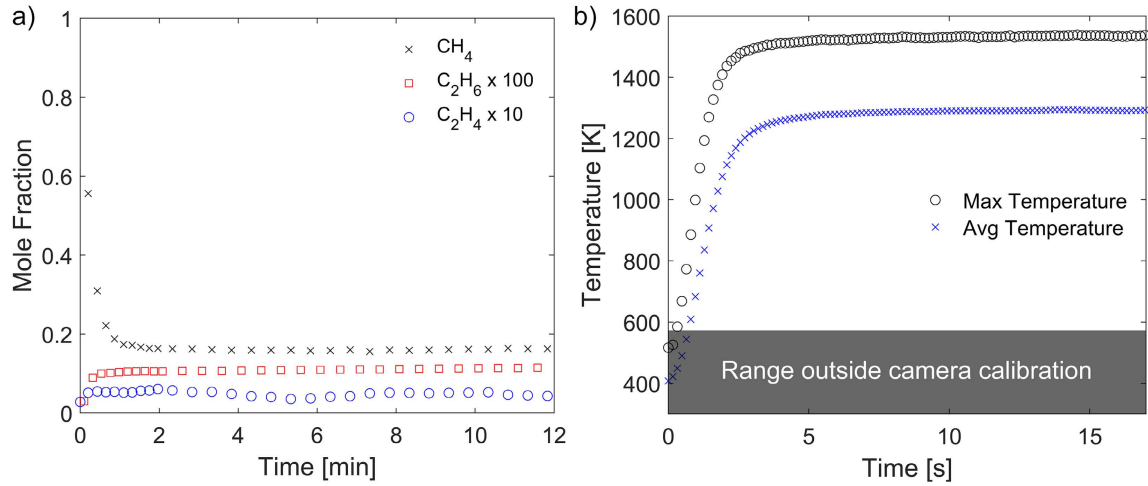 a)
1
0.8
0.6
0.4
0.2
0
Mole Fraction
CH4
C2H6 x 100
C2H4 x 10
0 2 4 6 8 10 12
Time [min]
b)
1600
1400
1200
1000
800
600
400
Temperature [K]
Max Temperature
Avg Temperature
Range outside camera calibration
0 5 10 15
Time [s]